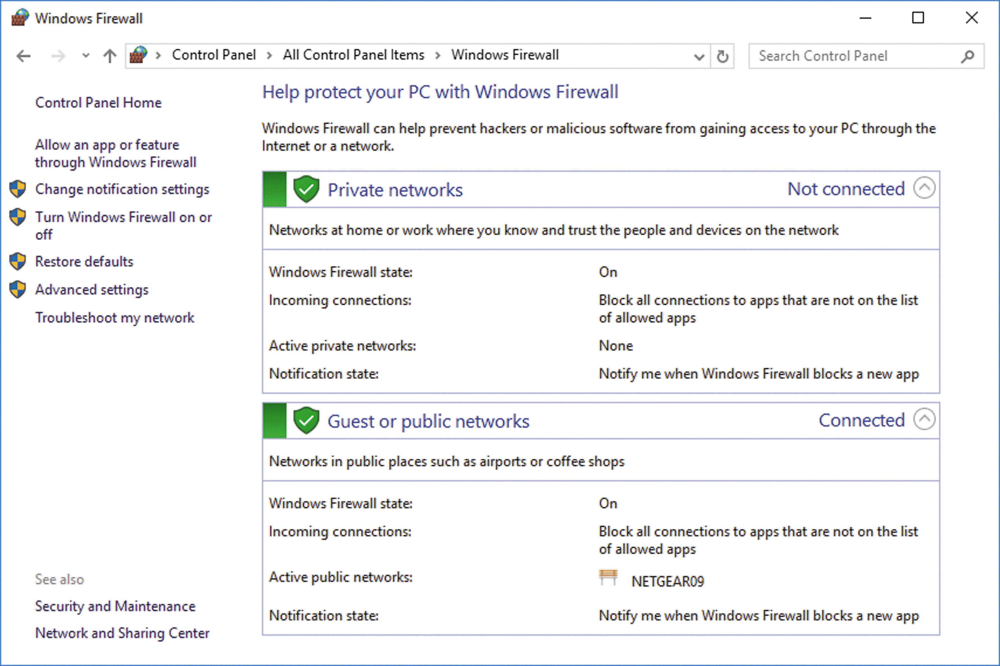 Windows Firewall
Control Panel > All Control Panel Items > Windows Firewall
Search Control Panel
Control Panel Home
Allow an app or feature
through Windows Firewall
Change notification settings
Turn Windows Firewall on or
off
Restore defaults
Advanced settings
Troubleshoot my network
See also
Security and Maintenance
Network and Sharing Center
Help protect your PC with Windows Firewall
Windows Firewall can help prevent hackers or malicious software from gaining access to your PC through the
Internet or a network.
Private networks Not connected
Networks at home or work where you know and trust the people and devices on the network
Windows Firewall state: On
Incoming connections: Block all connections to apps that are not on the list
of allowed apps
Active private networks: None
Notification state: Notify me when Windows Firewall blocks a new app
Guest or public networks Connected
Networks in public places such as airports or coffee shops
Windows Firewall state: On
Incoming connections: Block all connections to apps that are not on the list
of allowed apps
Active public networks: NETGEAR09
Notification state: Notify me when Windows Firewall blocks a new app